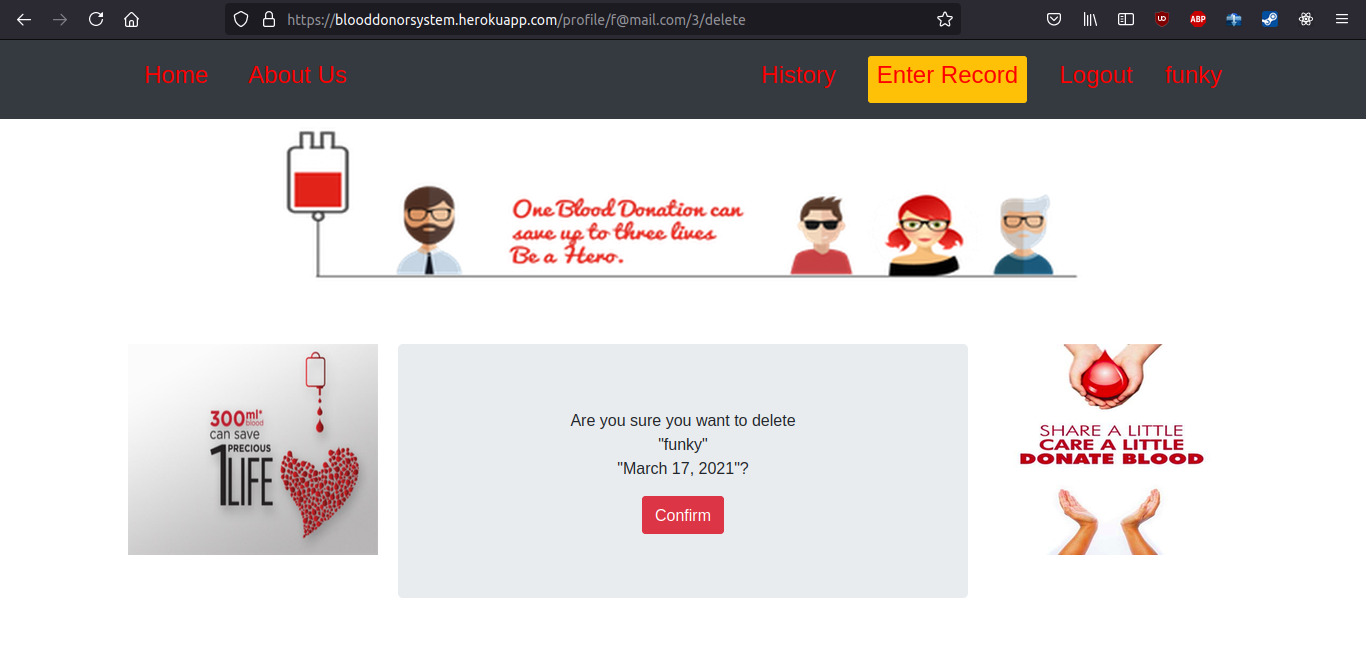 https://blooddonorsystem.herokuapp.com/profile/f@mail.com/3/delete
UD
ABP
Home About Us History Enter Record Logout funky
One Blood Donation can
save up to three lives
Be a Hero.
300ml*
blood
can save
1 PRECIOUS
LIFE
Are you sure you want to delete
"funky"
"March 17, 2021"?
Confirm
SHARE A LITTLE
CARE A LITTLE
DONATE BLOOD